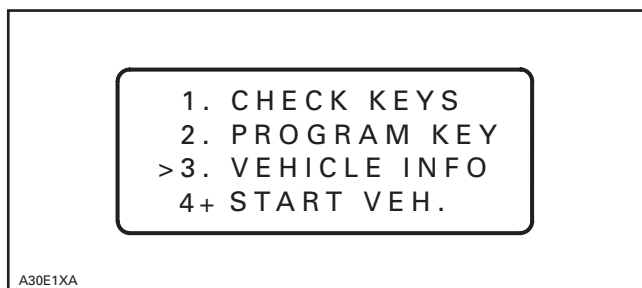 1. CHECK KEYS
2. PROGRAM KEY
>3. VEHICLE INFO
4+ START VEH.
A30E1XA